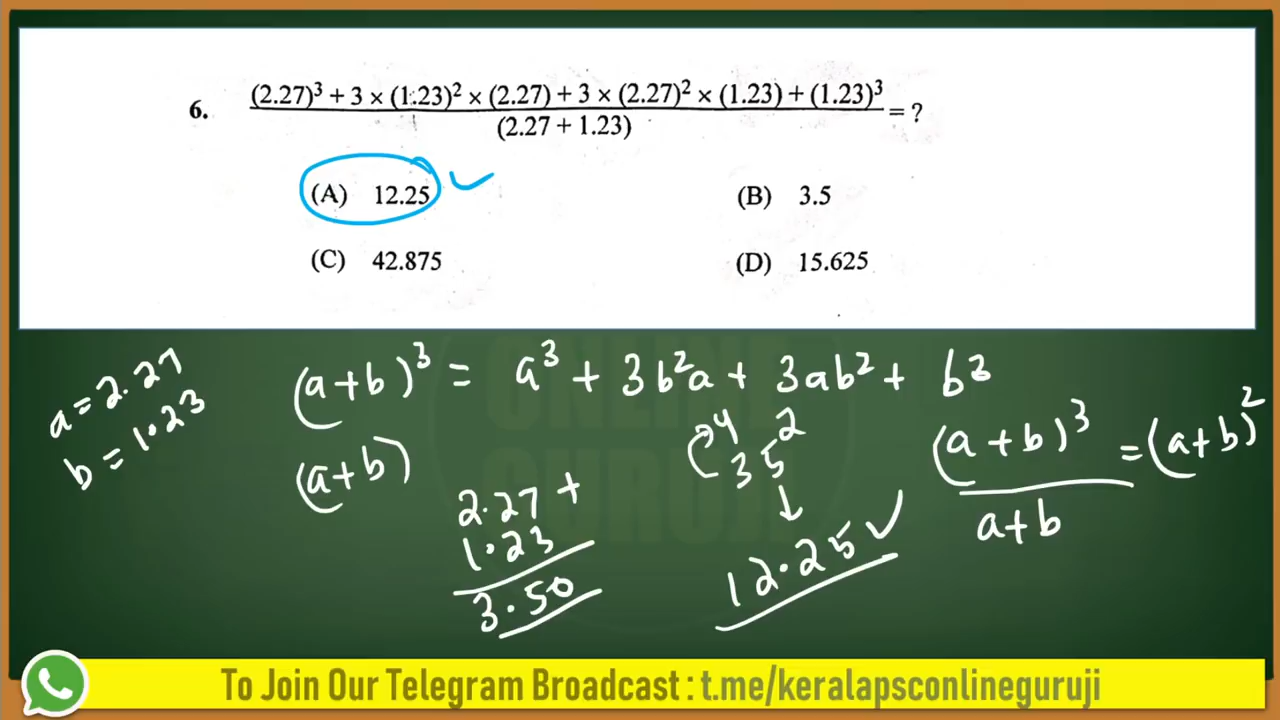 6. (2.27)³ + 3 × (1.23)² × (2.27) + 3 × (2.27)² × (1.23) + (1.23)³
(2.27 + 1.23)
= ?
(A) 12.25
(B) 3.5
(C) 42.875
(D) 15.625
a = 2.27
b = 1.23
(a+b)³ = a³ + 3b²a + 3ab² + b³
(a+b)
2.27 +
1.23
3.50
4
35²
12.25
(a+b)³ = (a+b)²
a+b
ONLINE
GURUJI
To Join Our Telegram Broadcast : t.me/keralapsconlineguruji